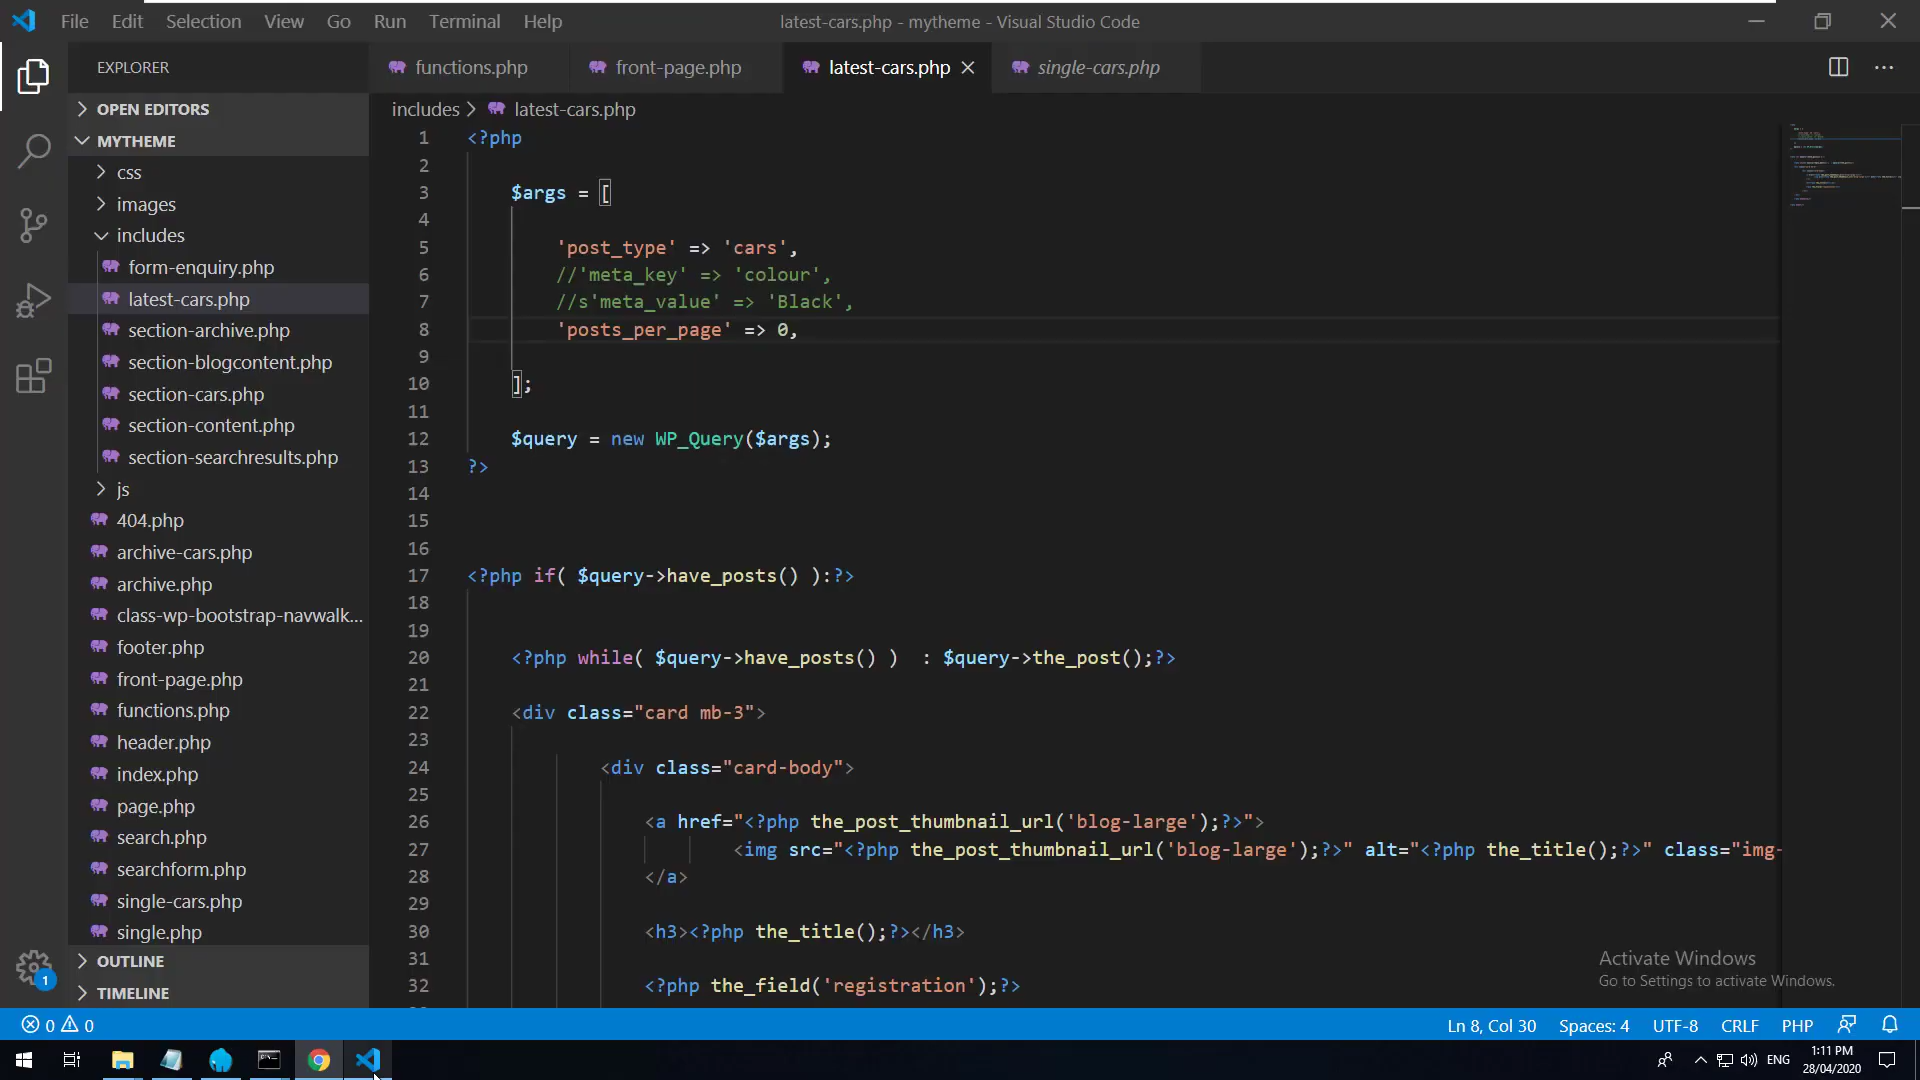 File Edit Selection View Go Run Terminal Help
latest-cars.php - mytheme - Visual Studio Code
EXPLORER
functions.php
front-page.php
latest-cars.php
single-cars.php
OPEN EDITORS
MYTHEME
css
images
includes
form-enquiry.php
latest-cars.php
section-archive.php
section-blogcontent.php
section-cars.php
section-content.php
section-searchresults.php
js
404.php
archive-cars.php
archive.php
class-wp-bootstrap-navwalk...
footer.php
front-page.php
functions.php
header.php
index.php
page.php
search.php
searchform.php
single-cars.php
single.php
OUTLINE
TIMELINE
1
includes > latest-cars.php
1 <?php
2
3 $args = [
4
5 'post_type' => 'cars',
6 //'meta_key' => 'colour',
7 //s'meta_value' => 'Black',
8 'posts_per_page' => 0,
9
10 ];
11
12 $query = new WP_Query($args);
13 ?>
14
15
16
17 <?php if( $query->have_posts() ):?>
18
19
20 <?php while( $query->have_posts() )  : $query->the_post();?>
21
22 <div class="card mb-3">
23
24 <div class="card-body">
25
26 <a href="<?php the_post_thumbnail_url('blog-large');?>">
27 <img src="<?php the_post_thumbnail_url('blog-large');?>" alt="<?php the_title();?>" class="img-
28 </a>
29
30 <h3><?php the_title();?></h3>
31
32 <?php the_field('registration');?>
Activate Windows
Go to Settings to activate Windows.
0 0
Ln 8, Col 30 Spaces: 4 UTF-8 CRLF PHP
ENG
1:11 PM
28/04/2020